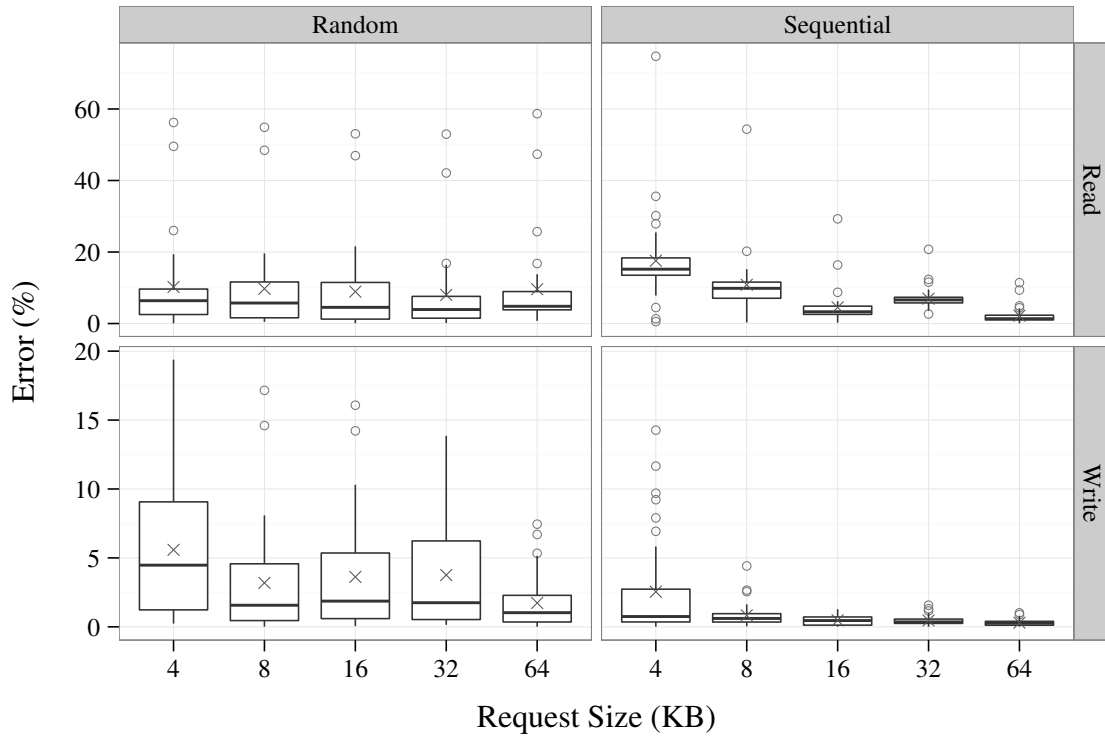 Random Sequential
60
40
20
0
Read
20
15
10
5
0
Write
Error (%)
4 8 16 32 64 4 8 16 32 64
Request Size (KB)